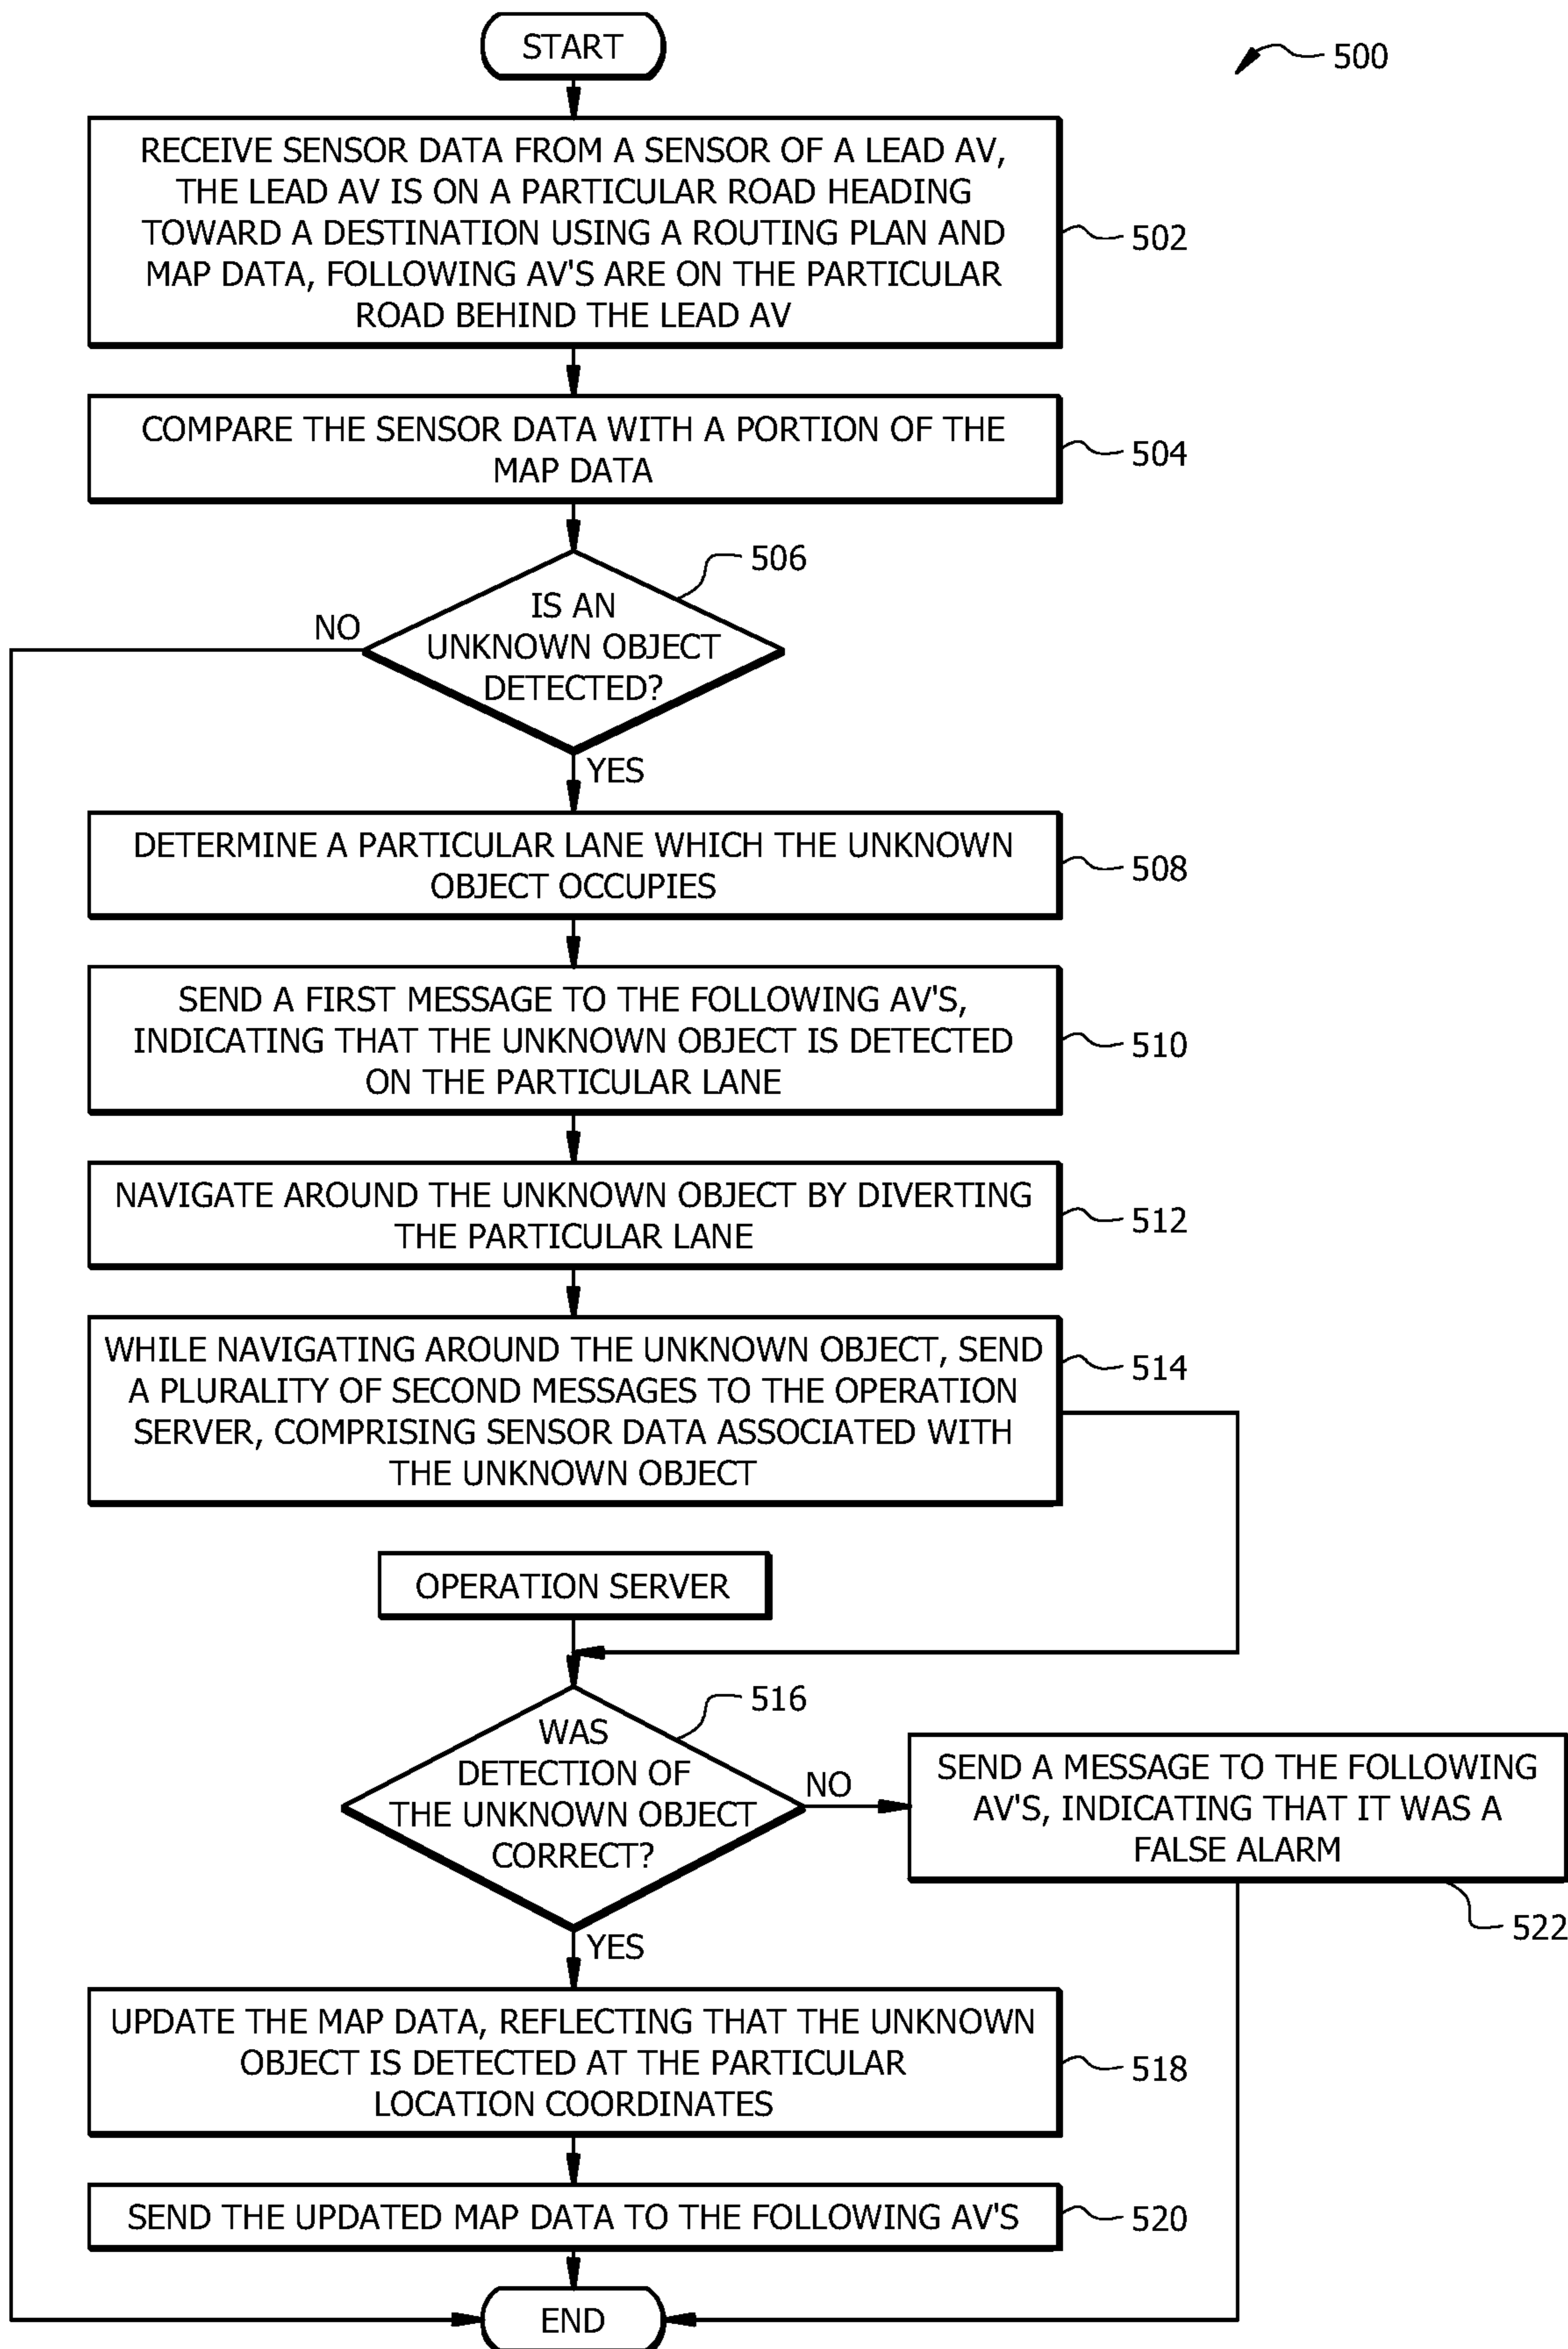 START
500
RECEIVE SENSOR DATA FROM A SENSOR OF A LEAD AV,
THE LEAD AV IS ON A PARTICULAR ROAD HEADING
TOWARD A DESTINATION USING A ROUTING PLAN AND
MAP DATA, FOLLOWING AV'S ARE ON THE PARTICULAR
ROAD BEHIND THE LEAD AV
502
COMPARE THE SENSOR DATA WITH A PORTION OF THE
MAP DATA
504
506
IS AN
UNKNOWN OBJECT
DETECTED?
NO
YES
DETERMINE A PARTICULAR LANE WHICH THE UNKNOWN
OBJECT OCCUPIES
508
SEND A FIRST MESSAGE TO THE FOLLOWING AV'S,
INDICATING THAT THE UNKNOWN OBJECT IS DETECTED
ON THE PARTICULAR LANE
510
NAVIGATE AROUND THE UNKNOWN OBJECT BY DIVERTING
THE PARTICULAR LANE
512
WHILE NAVIGATING AROUND THE UNKNOWN OBJECT, SEND
A PLURALITY OF SECOND MESSAGES TO THE OPERATION
SERVER, COMPRISING SENSOR DATA ASSOCIATED WITH
THE UNKNOWN OBJECT
514
OPERATION SERVER
516
WAS
DETECTION OF
THE UNKNOWN OBJECT
CORRECT?
NO
SEND A MESSAGE TO THE FOLLOWING
AV'S, INDICATING THAT IT WAS A
FALSE ALARM
522
YES
UPDATE THE MAP DATA, REFLECTING THAT THE UNKNOWN
OBJECT IS DETECTED AT THE PARTICULAR
LOCATION COORDINATES
518
SEND THE UPDATED MAP DATA TO THE FOLLOWING AV'S
520
END